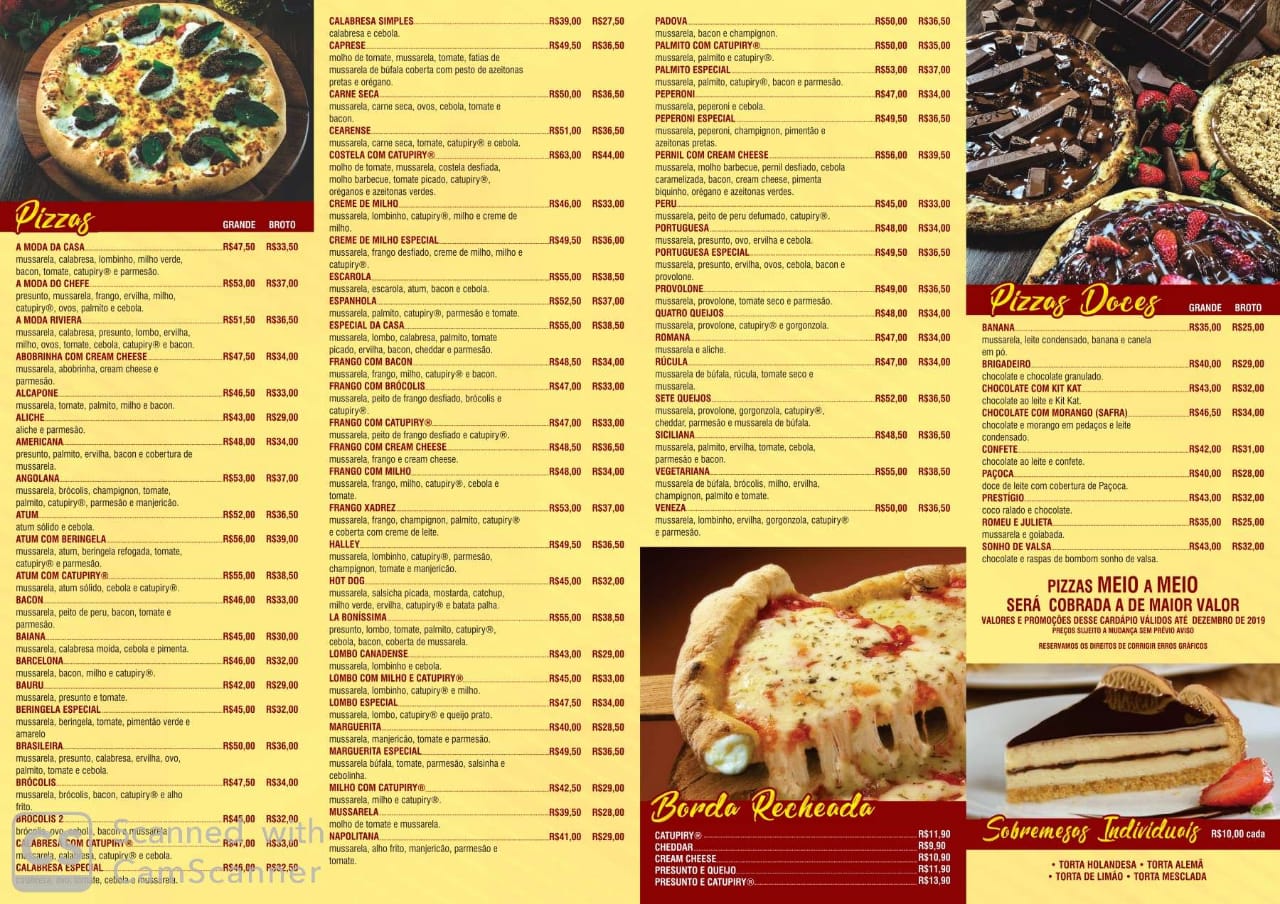 Pizzas GRANDE BROTO
A MODA DA CASA R$47,50 R$33,50
mussarela, calabresa, lombinho, milho verde,
bacon, tomate, catupiry® e parmesão.
A MODA DO CHEFE R$53,00 R$37,00
presunto, mussarela, frango, ervilha, milho,
catupiry®, ovos, palmito e cebola.
A MODA RIVIERA R$51,50 R$36,50
mussarela, calabresa, presunto, lombo, ervilha,
milho, ovos, tomate, cebola, catupiry® e bacon.
ABOBRINHA COM CREAM CHEESE R$47,50 R$34,00
mussarela, abobrinha, cream cheese e
parmesão.
ALCAPONE R$46,50 R$33,00
mussarela, tomate, palmito, milho e bacon.
ALICHE R$43,00 R$29,00
aliche e parmesão.
AMERICANA R$48,00 R$34,00
presunto, palmito, ervilha, bacon e cobertura de
mussarela.
ANGOLANA R$53,00 R$37,00
mussarela, brócolis, champignon, tomate,
palmito, catupiry®, parmesão e manjericão.
ATUM R$52,00 R$36,50
atum sólido e cebola.
ATUM COM BERINGELA R$56,00 R$39,00
mussarela, atum, beringela refogada, tomate,
catupiry® e parmesão.
ATUM COM CATUPIRY® R$55,00 R$38,50
mussarela, atum sólido, cebola e catupiry®.
BACON R$46,00 R$33,00
mussarela, peito de peru, bacon, tomate e
parmesão.
BAIANA R$45,00 R$30,00
mussarela, calabresa moida, cebola e pimenta.
BARCELONA R$46,00 R$32,00
mussarela, bacon, milho e catupiry®.
BAURU R$42,00 R$29,00
mussarela, presunto e tomate.
BERINGELA ESPECIAL R$45,00 R$32,00
mussarela, beringela, tomate, pimentão verde e
amarelo
BRASILEIRA R$50,00 R$36,00
mussarela, presunto, calabresa, ervilha, ovo,
palmito, tomate e cebola.
BRÓCOLIS R$47,50 R$34,00
mussarela, brócolis, bacon, catupiry® e alho
frito.
BRÓCOLIS 2 R$45,00 R$32,00
brócolis, ovo, cebola, bacon e mussarela
CALABRESA COM CATUPIRY® R$47,00 R$33,00
mussarela, calabresa, catupiry® e cebola.
CALABRESA ESPECIAL R$46,00 R$32,50
calabresa, ovo, tomate, cebola e mussarela.
CS Scanned with
CamScanner
CALABRESA SIMPLES R$39,00 R$27,50
calabresa e cebola.
CAPRESE R$49,50 R$36,50
molho de tomate, mussarela, tomate, fatias de
mussarela de búfala coberta com pesto de azeitonas
pretas e orégano.
CARNE SECA R$50,00 R$36,50
mussarela, carne seca, ovos, cebola, tomate e
bacon.
CEARENSE R$51,00 R$36,50
mussarela, carne seca, tomate, catupiry® e cebola.
COSTELA COM CATUPIRY® R$63,00 R$44,00
molho de tomate, mussarela, costela desfiada,
molho barbecue, tomate picado, catupiry®,
oréganos e azeitonas verdes.
CREME DE MILHO R$46,00 R$33,00
mussarela, lombinho, catupiry®, milho e creme de
milho.
CREME DE MILHO ESPECIAL R$49,50 R$36,00
mussarela, frango desfiado, creme de milho, milho e
catupiry®.
ESCAROLA R$55,00 R$38,50
mussarela, escarola, atum, bacon e cebola.
ESPANHOLA R$52,50 R$37,00
mussarela, palmito, catupiry®, parmesão e tomate.
ESPECIAL DA CASA R$55,00 R$38,50
mussarela, lombo, calabresa, palmito, tomate
picado, ervilha, bacon, cheddar e parmesão.
FRANGO COM BACON R$48,50 R$34,00
mussarela, frango, milho, catupiry® e bacon.
FRANGO COM BRÓCOLIS R$47,00 R$33,00
mussarela, peito de frango desfiado, brócolis e
catupiry®.
FRANGO COM CATUPIRY® R$47,00 R$33,00
mussarela, peito de frango desfiado e catupiry®.
FRANGO COM CREAM CHEESE R$48,50 R$36,50
mussarela, frango e cream cheese.
FRANGO COM MILHO R$48,00 R$34,00
mussarela, frango, milho, catupiry®, cebola e
tomate.
FRANGO XADREZ R$53,00 R$37,00
mussarela, frango, champignon, palmito, catupiry®
e coberta com creme de leite.
HALLEY R$49,50 R$36,50
mussarela, lombinho, catupiry®, parmesão,
champignon, tomate e manjericão.
HOT DOG R$45,00 R$32,00
mussarela, salsicha picada, mostarda, catchup,
milho verde, ervilha, catupiry® e batata palha.
LA BONÍSSIMA R$55,00 R$38,50
presunto, lombo, tomate, palmito, catupiry®,
cebola, bacon, coberta de mussarela.
LOMBO CANADENSE R$43,00 R$29,00
mussarela, lombinho e cebola.
LOMBO COM MILHO E CATUPIRY® R$45,00 R$33,00
mussarela, lombinho, catupiry® e milho.
LOMBO ESPECIAL R$47,50 R$34,00
mussarela, lombo, catupiry® e queijo prato.
MARGUERITA R$40,00 R$28,50
mussarela, manjericão, tomate e parmesão.
MARGUERITA ESPECIAL R$49,50 R$36,50
mussarela búfala, tomate, parmesão, salsinha e
cebolinha.
MILHO COM CATUPIRY® R$42,50 R$29,00
mussarela, milho e catupiry®.
MUSSARELA R$39,50 R$28,00
molho de tomate e mussarela.
NAPOLITANA R$41,00 R$29,00
mussarela, alho frito, manjericão, parmesão e
tomate.
PADOVA R$50,00 R$36,50
mussarela, bacon e champignon.
PALMITO COM CATUPIRY® R$50,00 R$35,00
mussarela, palmito e catupiry®.
PALMITO ESPECIAL R$53,00 R$37,00
mussarela, palmito, catupiry®, bacon e parmesão.
PEPERONI R$47,00 R$34,00
mussarela, peperoni e cebola.
PEPERONI ESPECIAL R$49,50 R$36,50
mussarela, peperoni, champignon, pimentão e
azeitonas pretas.
PERNIL COM CREAM CHEESE R$56,00 R$39,50
mussarela, molho barbecue, pernil desfiado, cebola
caramelizada, bacon, cream cheese, pimenta
biquinho, orégano e azeitonas verdes.
PERU R$45,00 R$33,00
mussarela, peito de peru defumado, catupiry®.
PORTUGUESA R$48,00 R$34,00
mussarela, presunto, ovo, ervilha e cebola.
PORTUGUESA ESPECIAL R$49,50 R$36,50
mussarela, presunto, ervilha, ovos, cebola, bacon e
provolone.
PROVOLONE R$49,00 R$36,50
mussarela, provolone, tomate seco e parmesão.
QUATRO QUEIJOS R$48,00 R$34,00
mussarela, provolone, catupiry® e gorgonzola.
ROMANA R$47,00 R$34,00
mussarela e aliche.
RÚCULA R$47,00 R$34,00
mussarela de búfala, rúcula, tomate seco e
mussarela.
SETE QUEIJOS R$52,00 R$36,50
mussarela, provolone, gorgonzola, catupiry®,
cheddar, parmesão e mussarela de búfala.
SICILIANA R$48,50 R$36,50
mussarela, palmito, ervilha, tomate, cebola,
parmesão e bacon.
VEGETARIANA R$55,00 R$38,50
mussarela de búfala, brócolis, milho, ervilha,
champignon, palmito e tomate.
VENEZA R$50,00 R$36,50
mussarela, lombinho, ervilha, gorgonzola, catupiry®
e parmesão.
Borda Recheada
CATUPIRY® R$11,90
CHEDDAR R$9,90
CREAM CHEESE R$10,90
PRESUNTO E QUEIJO R$11,90
PRESUNTO E CATUPIRY® R$13,90
Pizzas Doces GRANDE BROTO
BANANA R$35,00 R$25,00
mussarela, leite condensado, banana e canela
em pó.
BRIGADEIRO R$40,00 R$29,00
chocolate e chocolate granulado.
CHOCOLATE COM KIT KAT R$43,00 R$32,00
chocolate ao leite e Kit Kat.
CHOCOLATE COM MORANGO (SAFRA) R$46,50 R$34,00
chocolate e morango em pedaços e leite
condensado.
CONFETE R$42,00 R$31,00
chocolate ao leite e confete.
PAÇOCA R$40,00 R$28,00
doce de leite com cobertura de Paçoca.
PRESTÍGIO R$43,00 R$32,00
coco ralado e chocolate.
ROMEU E JULIETA R$35,00 R$25,00
mussarela e goiabada.
SONHO DE VALSA R$43,00 R$32,00
chocolate e raspas de bombom sonho de valsa.
PIZZAS MEIO A MEIO
SERÁ COBRADA A DE MAIOR VALOR
VALORES E PROMOÇÕES DESSE CARDÁPIO VÁLIDOS ATÉ DEZEMBRO DE 2019
PREÇOS SUJEITO A MUDANÇA SEM PRÉVIO AVISO
RESERVAMOS OS DIREITOS DE CORRIGIR ERROS GRÁFICOS
Sobremesas Individuais R$10,00 cada
• TORTA HOLANDESA • TORTA ALEMÃ
• TORTA DE LIMÃO • TORTA MESCLADA